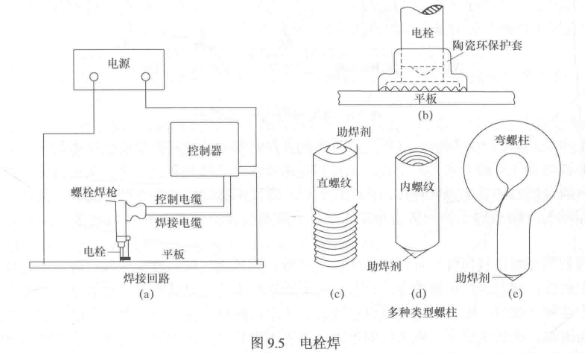 电源
控制器
螺栓焊枪
控制电缆
焊接电缆
电栓
平板
焊接回路
(a)
电栓
陶瓷环保护套
平板
(b)
助焊剂
直螺纹
(c)
内螺纹
助焊剂
(d)
弯螺柱
助焊剂
(e)
多种类型螺柱
图 9.5 电栓焊